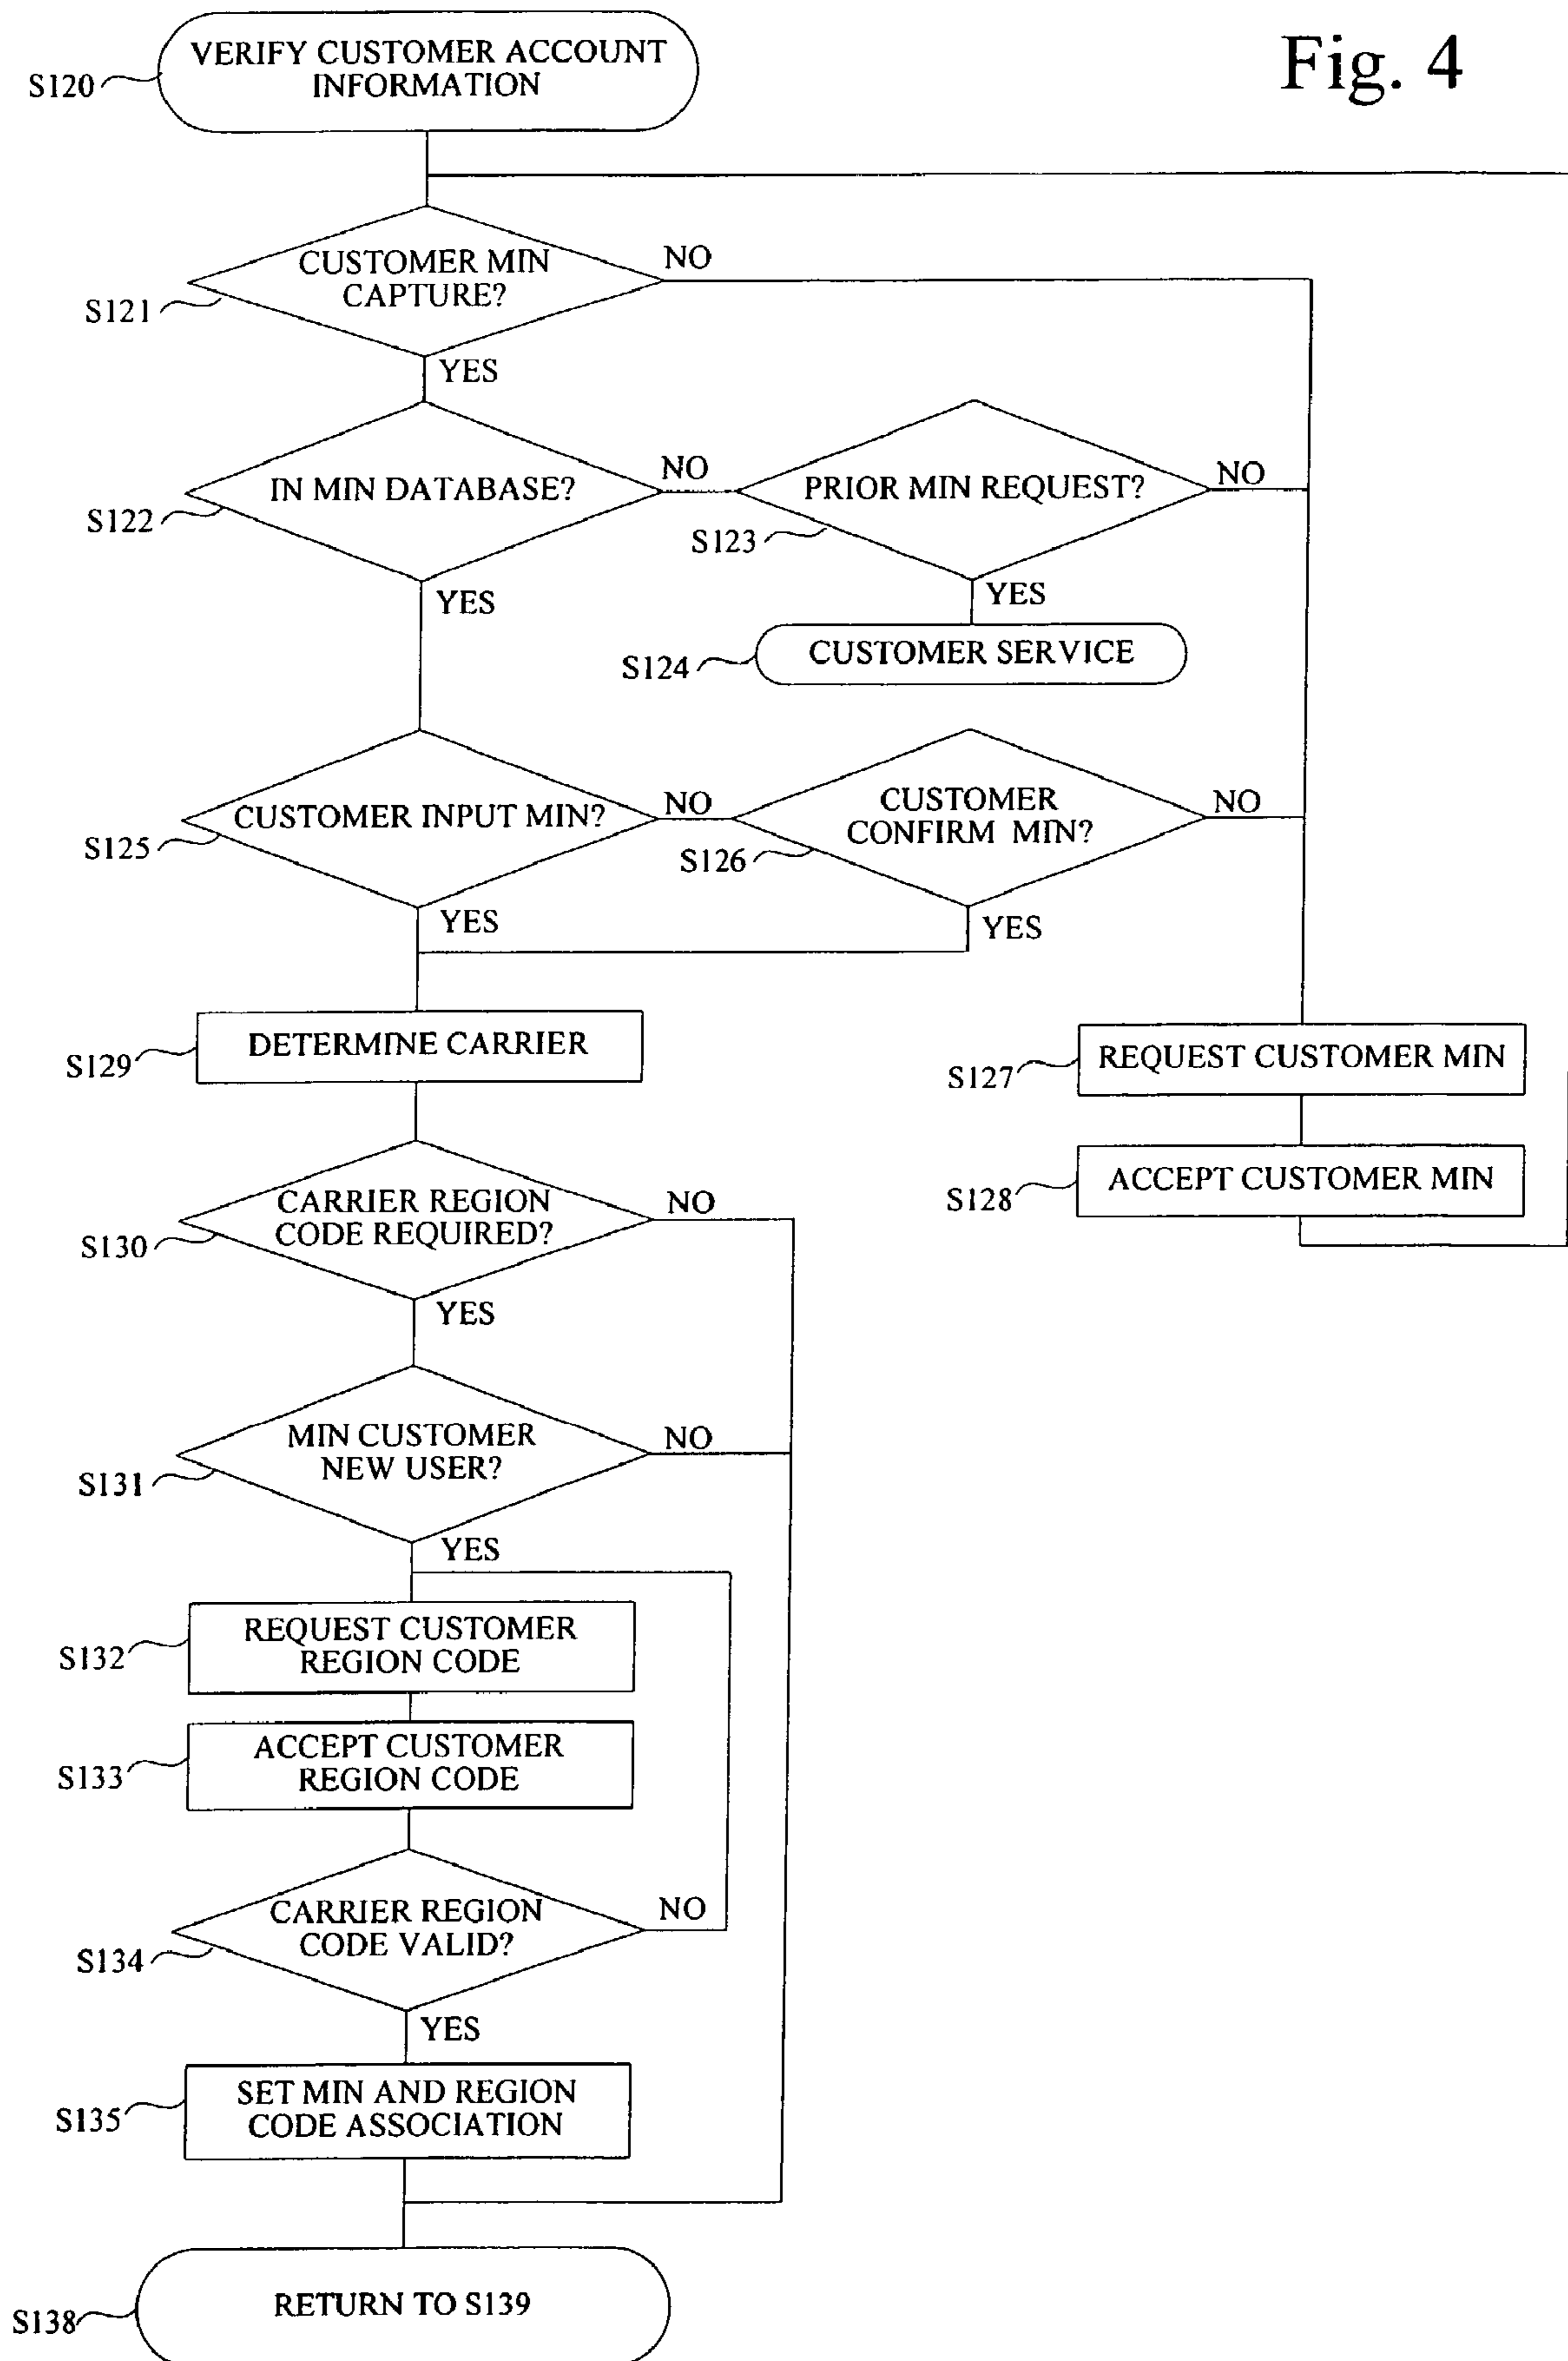 Fig. 4
VERIFY CUSTOMER ACCOUNT
INFORMATION
S120
CUSTOMER MIN
CAPTURE?
NO
S121
YES
IN MIN DATABASE?
NO
PRIOR MIN REQUEST?
NO
S122
S123
YES
YES
CUSTOMER SERVICE
S124
CUSTOMER INPUT MIN?
NO
CUSTOMER
CONFIRM MIN?
NO
S125
S126
YES
YES
DETERMINE CARRIER
S129
REQUEST CUSTOMER MIN
S127
ACCEPT CUSTOMER MIN
S128
CARRIER REGION
CODE REQUIRED?
NO
S130
YES
MIN CUSTOMER
NEW USER?
NO
S131
YES
REQUEST CUSTOMER
REGION CODE
S132
ACCEPT CUSTOMER
REGION CODE
S133
CARRIER REGION
CODE VALID?
NO
S134
YES
SET MIN AND REGION
CODE ASSOCIATION
S135
RETURN TO S139
S138